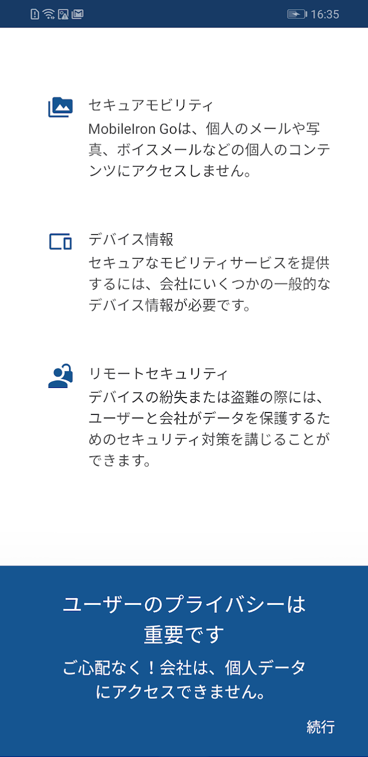 16:35
セキュアモビリティ
MobileIron Goは、個人のメールや写
真、ボイスメールなどの個人のコンテ
ンツにアクセスしません。
デバイス情報
セキュアなモビリティサービスを提供
するには、会社にいくつかの一般的な
デバイス情報が必要です。
リモートセキュリティ
デバイスの紛失または盗難の際には、
ユーザーと会社がデータを保護するた
めのセキュリティ対策を講じることが
できます。
ユーザーのプライバシーは
重要です
ご心配なく！会社は、個人データ
にアクセスできません。
続行